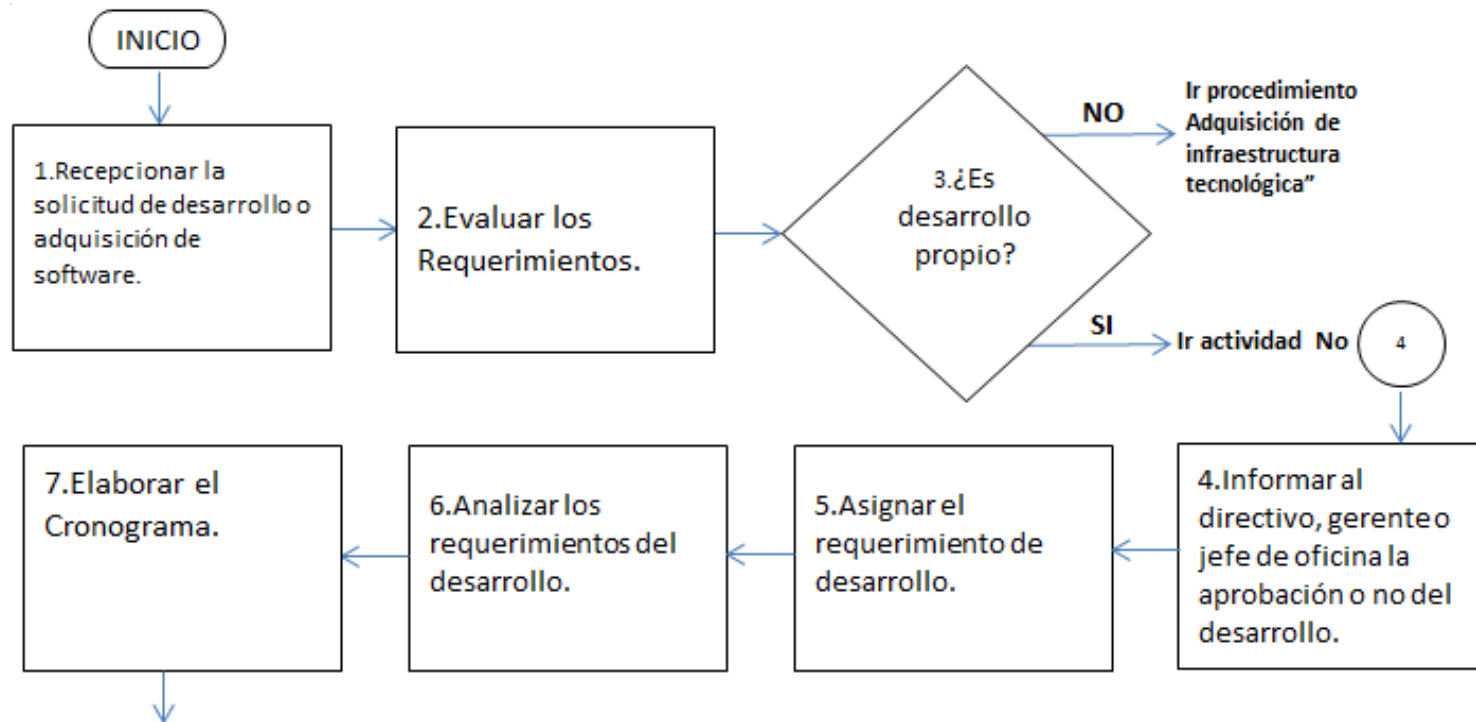 INICIO
1.Recepcionar la
solicitud de desarrollo o
adquisición de
software.
2.Evaluar los
Requerimientos.
3.¿Es
desarrollo
propio?
NO
Ir procedimiento
Adquisición de
infraestructura
tecnológica”
SI
Ir actividad No
4
4.Informar al
directivo, gerente o
jefe de oficina la
aprobación o no del
desarrollo.
5.Asignar el
requerimiento de
desarrollo.
6.Analizar los
requerimientos del
desarrollo.
7.Elaborar el
Cronograma.